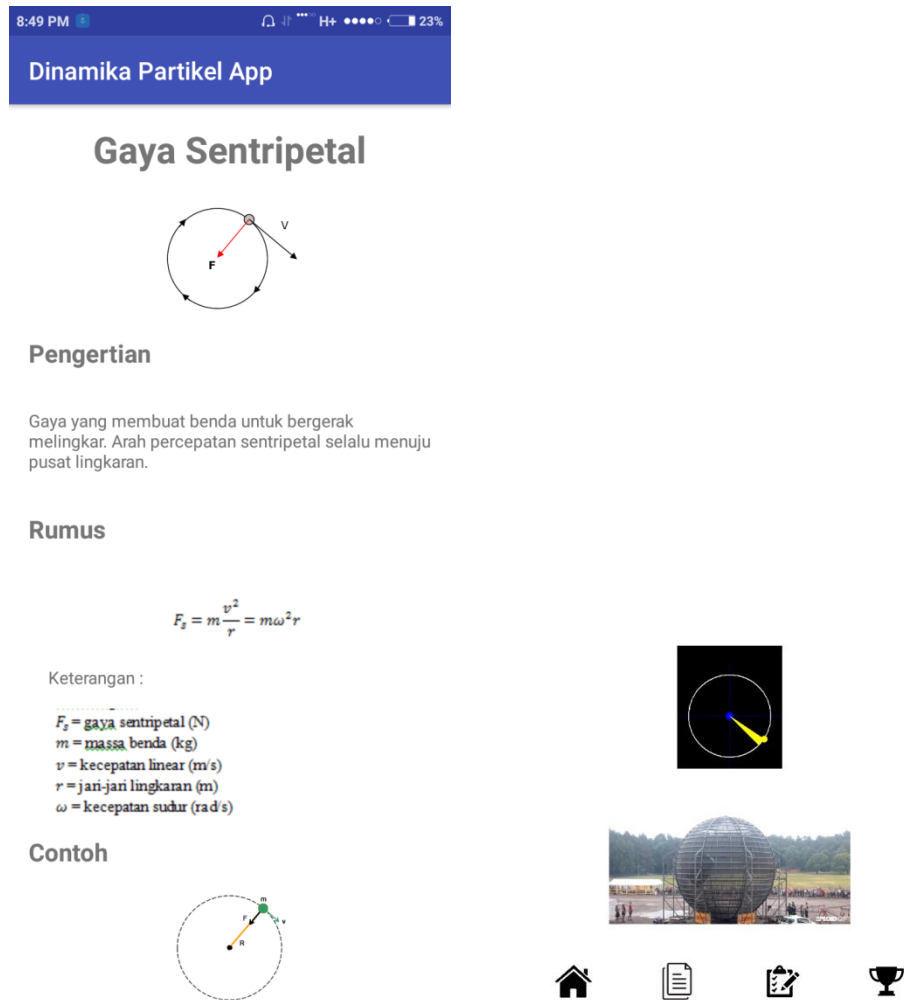 8:49 PM H+ 23%
Dinamika Partikel App
Gaya Sentripetal
V
F
Pengertian
Gaya yang membuat benda untuk bergerak
melingkar. Arah percepatan sentripetal selalu menuju
pusat lingkaran.
Rumus
Fₛ = m v²/r = mω²r
Keterangan :
Fₛ = gaya sentripetal (N)
m = massa benda (kg)
v = kecepatan linear (m/s)
r = jari-jari lingkaran (m)
ω = kecepatan sudur (rad/s)
Contoh
m
F
v
R